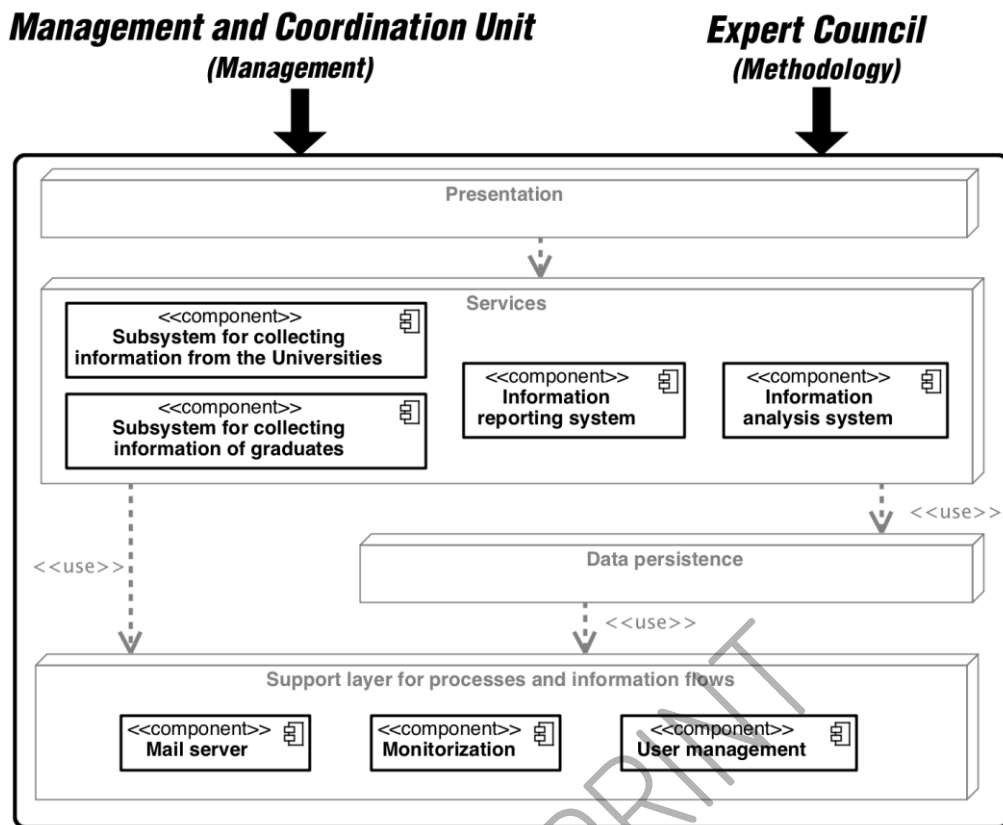 Management and Coordination Unit
(Management)
Expert Council
(Methodology)
Presentation
Services
<<component>>
Subsystem for collecting
information from the Universities
<<component>>
Subsystem for collecting
information of graduates
<<component>>
Information
reporting system
<<component>>
Information
analysis system
<<use>>
Data persistence
<<use>>
<<use>>
Support layer for processes and information flows
<<component>>
Mail server
<<component>>
Monitorization
<<component>>
User management
PRINT